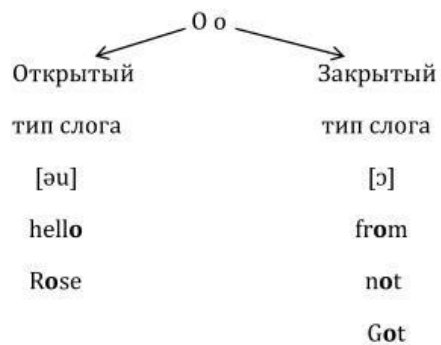 O o
Открытый Закрытый
тип слога тип слога
[əu] [ɔ]
hello from
Rose not
Got